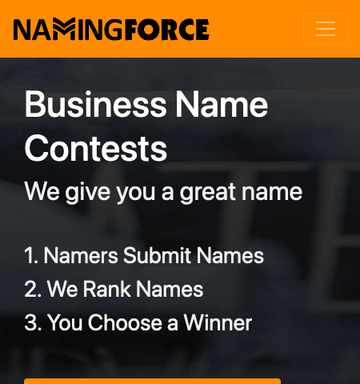 NAMINGFORCE
Business Name
Contests
We give you a great name
1. Namers Submit Names
2. We Rank Names
3. You Choose a Winner